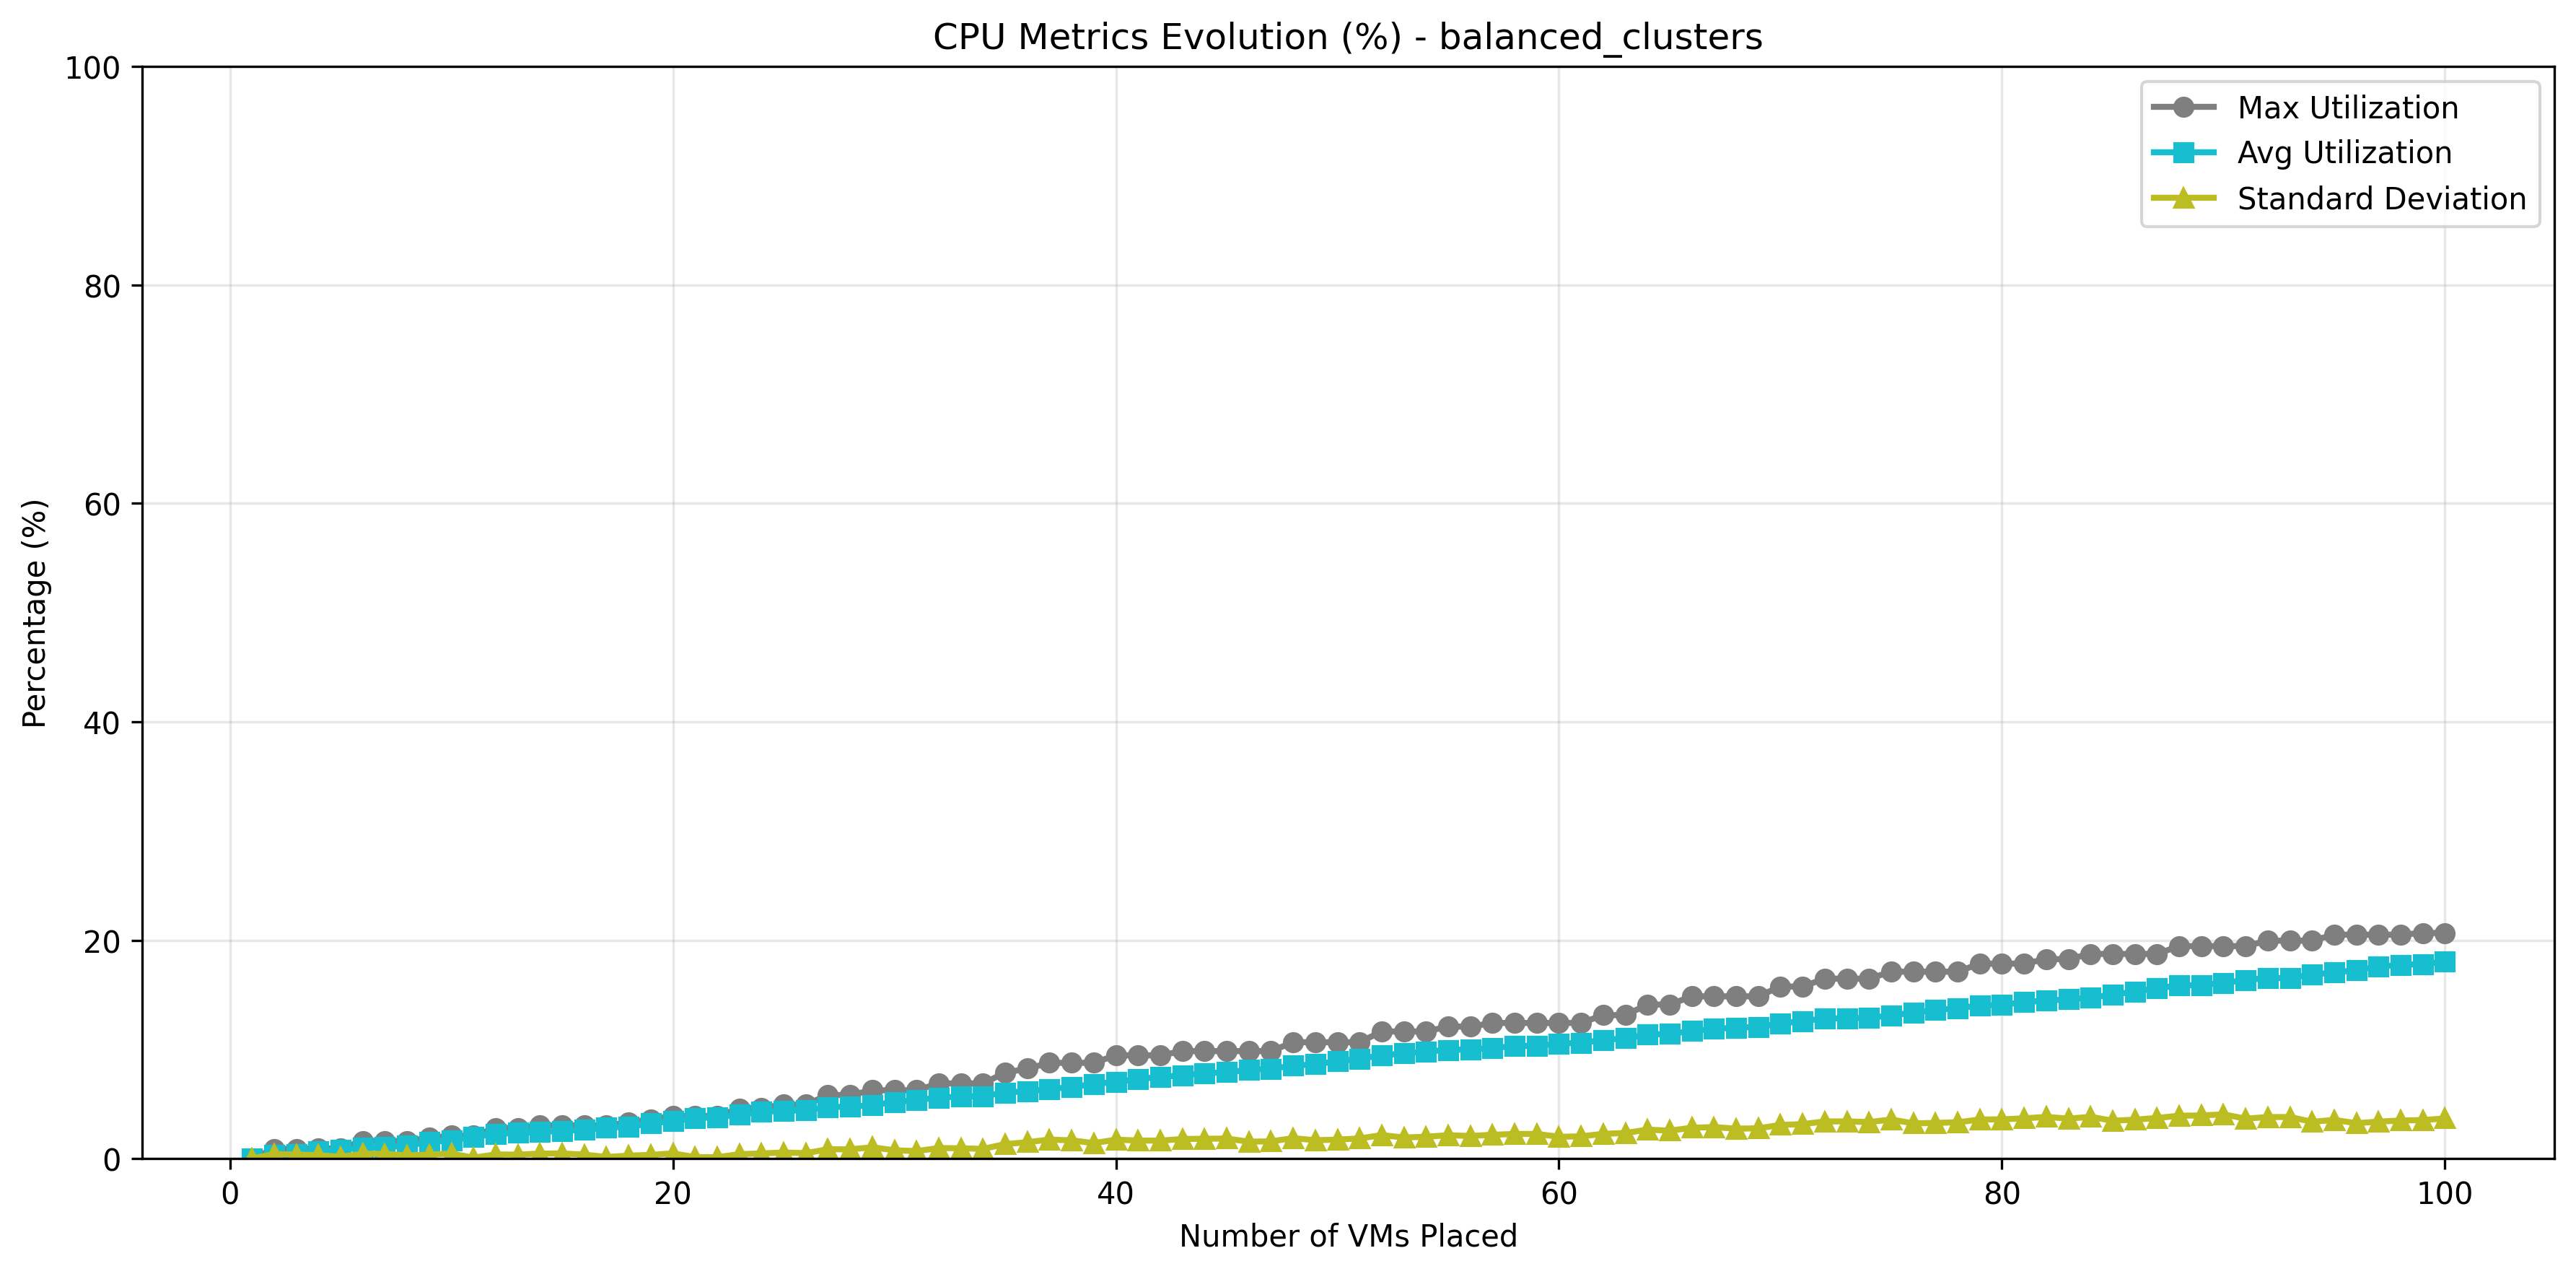 CPU Metrics Evolution (%) - balanced_clusters
Max Utilization
Avg Utilization
Standard Deviation
Percentage (%)
100
80
60
40
20
0
0 20 40 60 80 100
Number of VMs Placed